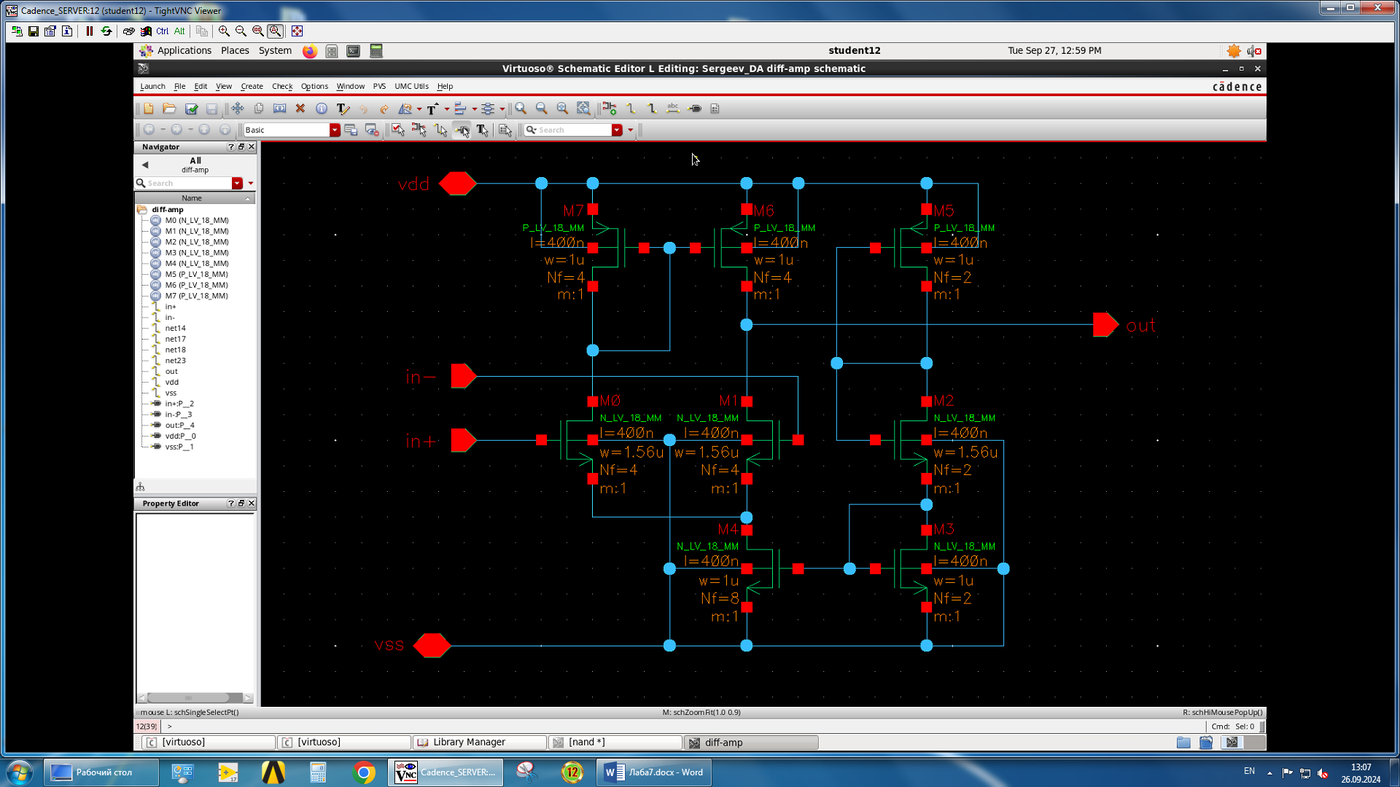 Cadence_SERVER:12 (student12) - TightVNC Viewer
Ctrl Alt
Applications Places System student12 Tue Sep 27, 12:59 PM
Virtuoso® Schematic Editor L Editing: Sergeev_DA diff-amp schematic
Launch File Edit View Create Check Options Window PVS UMC Utils Help cādence
Basic Search
Navigator
All
diff-amp
Search
Name
diff-amp
M0 (N_LV_18_MM)
M1 (N_LV_18_MM)
M2 (N_LV_18_MM)
M3 (N_LV_18_MM)
M4 (N_LV_18_MM)
M5 (P_LV_18_MM)
M6 (P_LV_18_MM)
M7 (P_LV_18_MM)
in+
in-
net14
net17
net18
net23
out
vdd
vss
in+:P__2
in-:P__3
out:P__4
vdd:P__0
vss:P__1
Property Editor
vdd
M7 M6 M5
P_LV_18_MM P_LV_18_MM P_LV_18_MM
l=400n l=400n l=400n
w=1u w=1u w=1u
Nf=4 Nf=4 Nf=2
m:1 m:1 m:1
out
in-
M0 M1 M2
N_LV_18_MM N_LV_18_MM N_LV_18_MM
in+ l=400n l=400n l=400n
w=1.56u w=1.56u w=1.56u
Nf=4 Nf=4 Nf=2
m:1 m:1 m:1
M4 M3
N_LV_18_MM N_LV_18_MM
l=400n l=400n
w=1u w=1u
Nf=8 Nf=2
m:1 m:1
vss
mouse L: schSingleSelectPt() M: schZoomFit(1.0 0.9) R: schHiMousePopUp()
12(39) > Cmd: Sel: 0
[virtuoso] [virtuoso] Library Manager [nand *] diff-amp
Рабочий стол Cadence_SERVER:... 12 Лаба7.docx - Word EN 13:07
26.09.2024